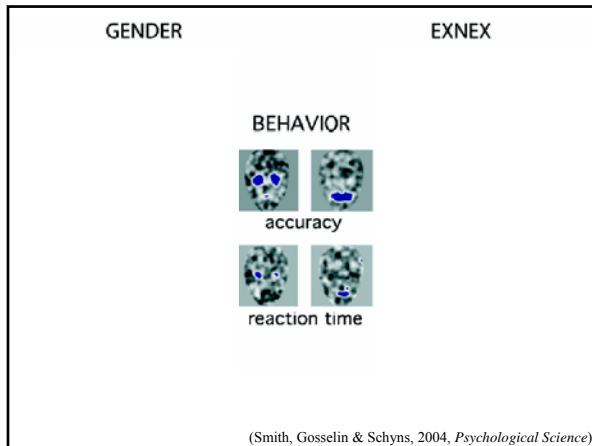 GENDER EXNEX
BEHAVIOR
accuracy
reaction time
(Smith, Gosselin & Schyns, 2004, Psychological Science)